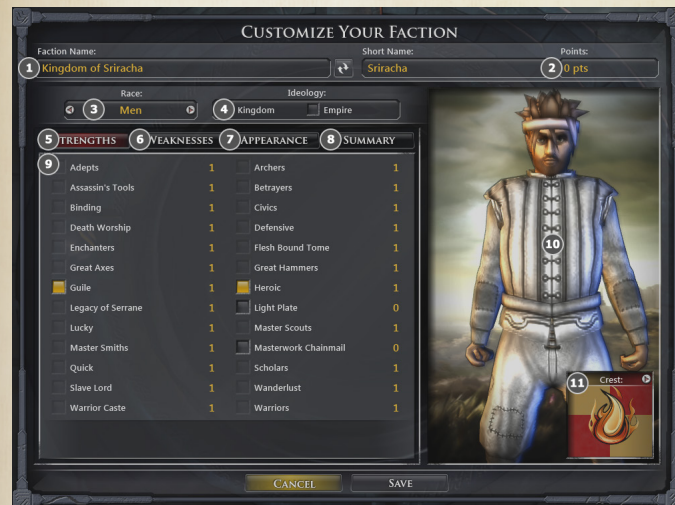 CUSTOMIZE YOUR FACTION
Faction Name: Short Name: Points:
1 Kingdom of Sriracha Sriracha 2 0 pts
Race: Ideology:
3 Men 4 Kingdom Empire
5 TRENGTHS 6 WEAKNESSES 7 APPEARANCE 8 SUMMARY
9
Adepts 1 Archers 1
Assassin's Tools 1 Betrayers 1
Binding 1 Civics 1
Death Worship 1 Defensive 1
Enchanters 1 Flesh Bound Tome 1
Great Axes 1 Great Hammers 1
Guile 1 Heroic 1
Legacy of Serrane 1 Light Plate 0
Lucky 1 Master Scouts 1
Master Smiths 1 Masterwork Chainmail 0
Quick 1 Scholars 1
Slave Lord 1 Wanderlust 1
Warrior Caste 1 Warriors 1
10
11 Crest:
CANCEL SAVE